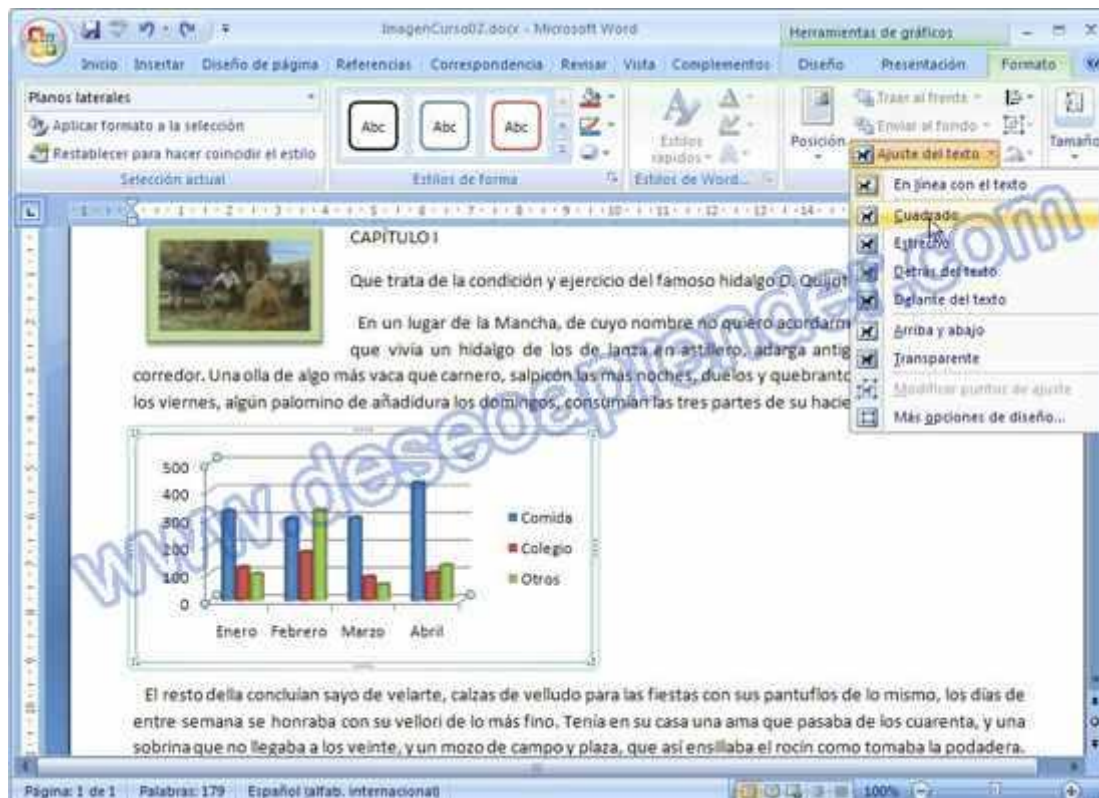 ImagenCurso02.docx - Microsoft Word
Herramientas de gráficos
Inicio Insertar Diseño de página Referencias Correspondencia Revisar Vista Complementos Diseño Presentación Formato
Planos laterales
Aplicar formato a la selección
Restablecer para hacer coincidir el estilo
Selección actual
Abc Abc Abc
Estilos de forma
Estilos rápidos
Estilos de Word...
Posición
Traer al frente
Enviar al fondo
Ajuste del texto
Tamaño
En línea con el texto
Cuadrado
Estrecho
Detrás del texto
Delante del texto
Arriba y abajo
Transparente
Modificar puntos de ajuste
Más opciones de diseño...
CAPÍTULO I
Que trata de la condición y ejercicio del famoso hidalgo D. Quijot
En un lugar de la Mancha, de cuyo nombre no quiero acordarm
que vivía un hidalgo de los de lanza en astillero, adarga antig
corredor. Una olla de algo más vaca que carnero, salpicón las más noches, duelos y quebranto
los viernes, algún palomino de añadidura los domingos, consumían las tres partes de su hacie
500
400
300
200
100
0
Enero Febrero Marzo Abril
Comida
Colegio
Otros
El resto della concluían sayo de velarte, calzas de velludo para las fiestas con sus pantuflos de lo mismo, los días de
entre semana se honraba con su vellori de lo más fino. Tenía en su casa una ama que pasaba de los cuarenta, y una
sobrina que no llegaba a los veinte, y un mozo de campo y plaza, que así ensillaba el rocín como tomaba la podadera.
Página: 1 de 1 Palabras: 179 Español (alfab. internacional) 100%
www.deseoaprender.com